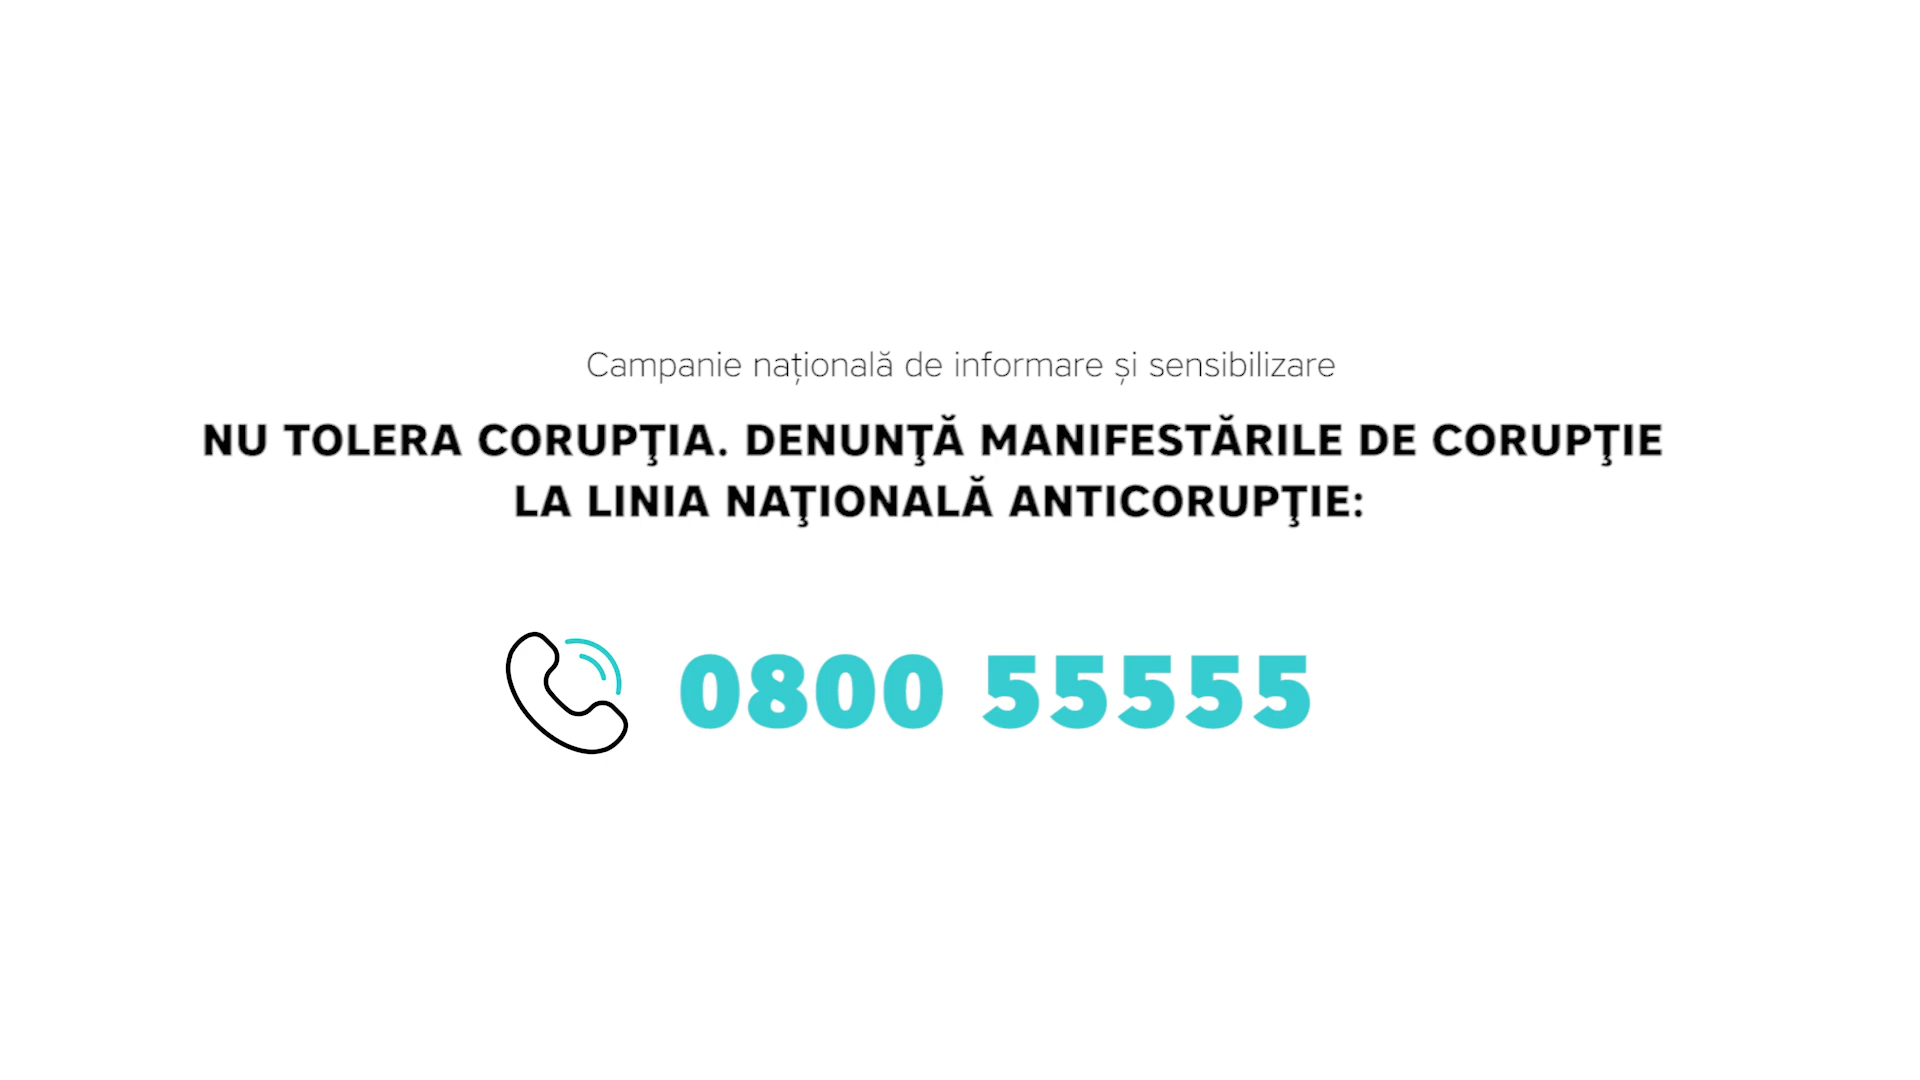 Campanie națională de informare și sensibilizare
NU TOLERA CORUPŢIA. DENUNŢĂ MANIFESTĂRILE DE CORUPŢIE
LA LINIA NAŢIONALĂ ANTICORUPŢIE:
0800 55555